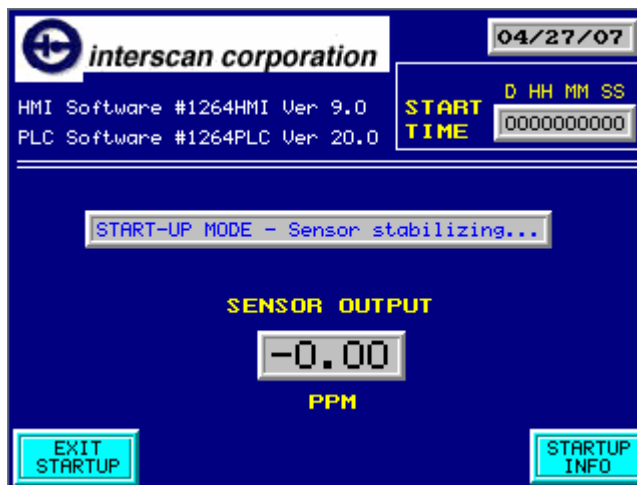 interscan corporation
04/27/07
HMI Software #1264HMI Ver 9.0
PLC Software #1264PLC Ver 20.0
START TIME
D HH MM SS
0000000000
START-UP MODE - Sensor stabilizing...
SENSOR OUTPUT
-0.00
PPM
EXIT
STARTUP
STARTUP
INFO